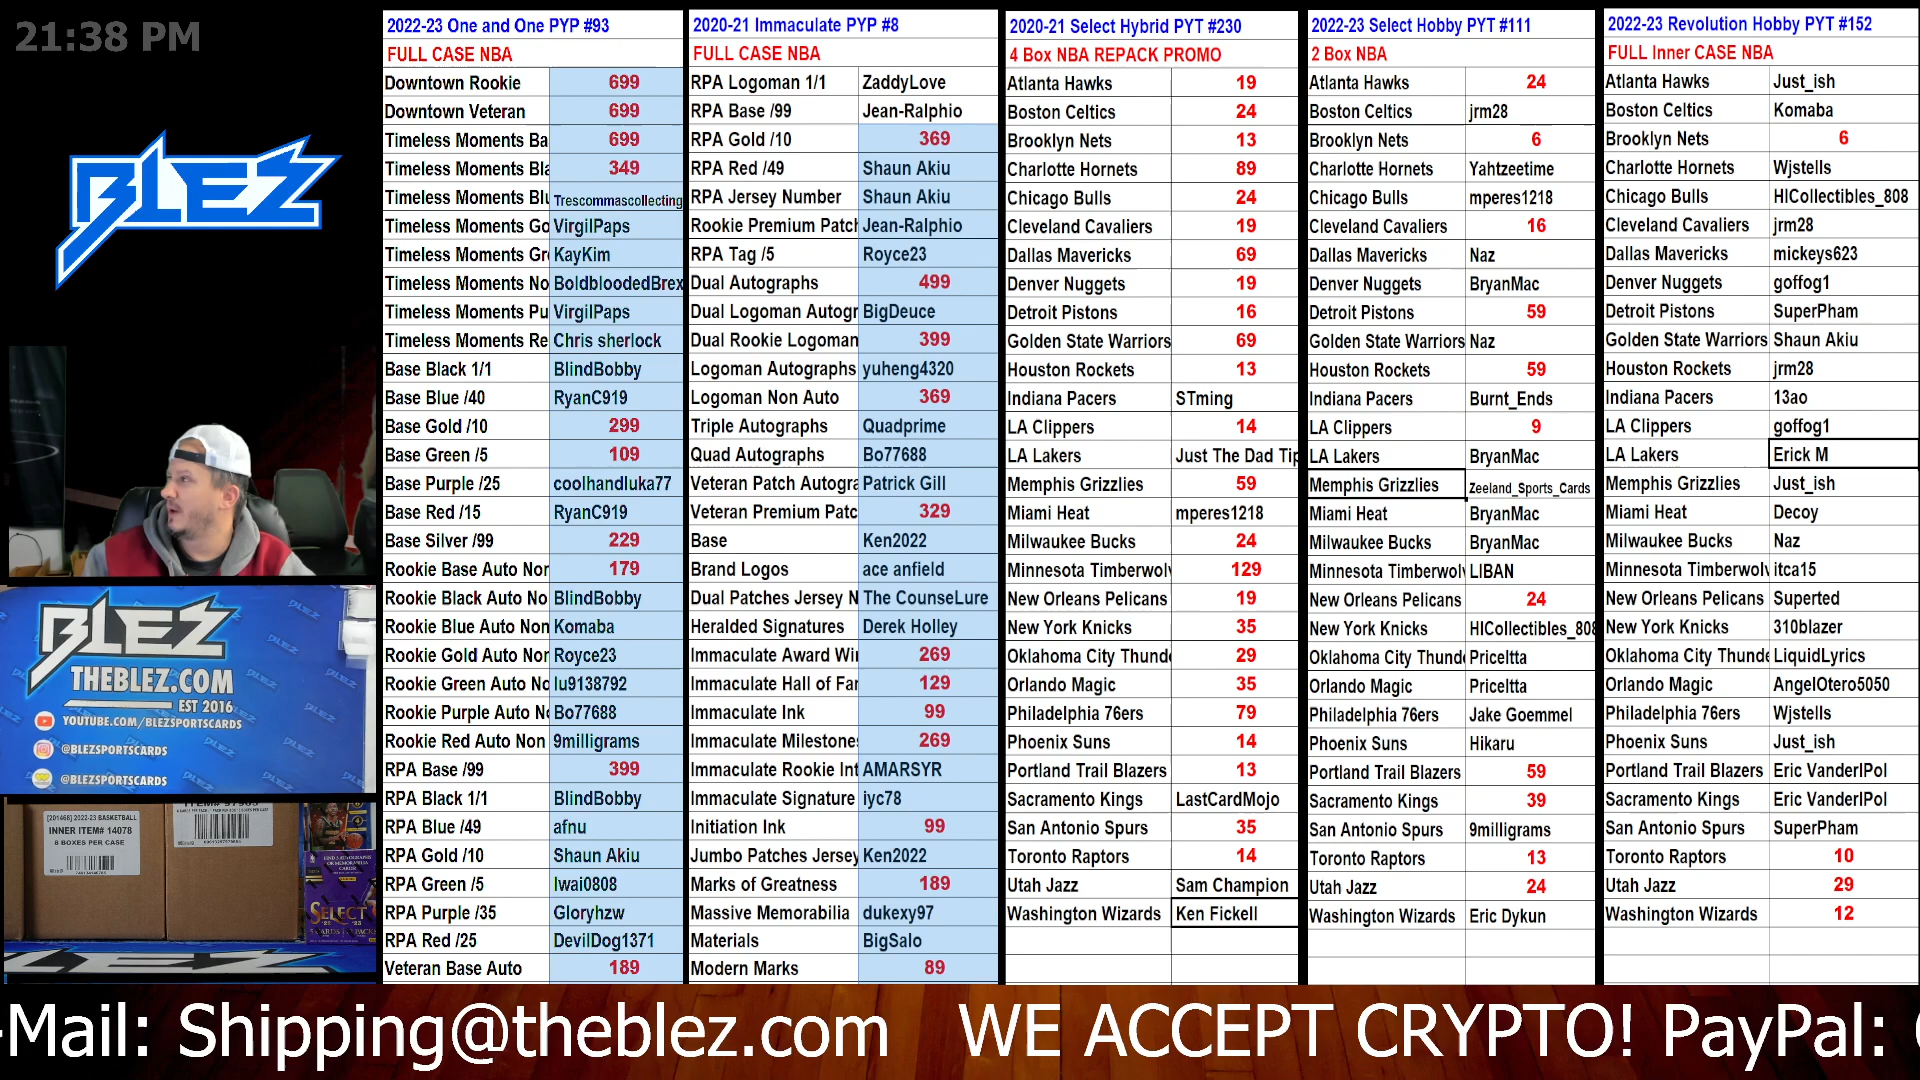 21:38 PM
BLEZ
BLEZ
THEBLEZ.COM
EST 2016
YOUTUBE.COM/BLEZSPORTSCARDS
@BLEZSPORTSCARDS
@BLEZSPORTSCARDS
[201468] 2022-23 BASKETBALL
INNER ITEM# 14078
8 BOXES PER CASE
SELECT
2022-23 One and One PYP #93
FULL CASE NBA
Downtown Rookie 699
Downtown Veteran 699
Timeless Moments Ba 699
Timeless Moments Bla 349
Timeless Moments Blu Trescommascollecting
Timeless Moments Go VirgilPaps
Timeless Moments Gr KayKim
Timeless Moments No BoldbloodedBrex
Timeless Moments Pu VirgilPaps
Timeless Moments Re Chris sherlock
Base Black 1/1 BlindBobby
Base Blue /40 RyanC919
Base Gold /10 299
Base Green /5 109
Base Purple /25 coolhandluka77
Base Red /15 RyanC919
Base Silver /99 229
Rookie Base Auto Nor 179
Rookie Black Auto No BlindBobby
Rookie Blue Auto Non Komaba
Rookie Gold Auto Nor Royce23
Rookie Green Auto No lu9138792
Rookie Purple Auto No Bo77688
Rookie Red Auto Non 9milligrams
RPA Base /99 399
RPA Black 1/1 BlindBobby
RPA Blue /49 afnu
RPA Gold /10 Shaun Akiu
RPA Green /5 Iwai0808
RPA Purple /35 Gloryhzw
RPA Red /25 DevilDog1371
Veteran Base Auto 189
2020-21 Immaculate PYP #8
FULL CASE NBA
RPA Logoman 1/1 ZaddyLove
RPA Base /99 Jean-Ralphio
RPA Gold /10 369
RPA Red /49 Shaun Akiu
RPA Jersey Number Shaun Akiu
Rookie Premium Patch Jean-Ralphio
RPA Tag /5 Royce23
Dual Autographs 499
Dual Logoman Autogr BigDeuce
Dual Rookie Logoman 399
Logoman Autographs yuheng4320
Logoman Non Auto 369
Triple Autographs Quadprime
Quad Autographs Bo77688
Veteran Patch Autogra Patrick Gill
Veteran Premium Patc 329
Base Ken2022
Brand Logos ace anfield
Dual Patches Jersey N The CounseLure
Heralded Signatures Derek Holley
Immaculate Award Wi 269
Immaculate Hall of Fa 129
Immaculate Ink 99
Immaculate Milestone 269
Immaculate Rookie Int AMARSYR
Immaculate Signature iyc78
Initiation Ink 99
Jumbo Patches Jersey Ken2022
Marks of Greatness 189
Massive Memorabilia dukexy97
Materials BigSalo
Modern Marks 89
2020-21 Select Hybrid PYT #230
4 Box NBA REPACK PROMO
Atlanta Hawks 19
Boston Celtics 24
Brooklyn Nets 13
Charlotte Hornets 89
Chicago Bulls 24
Cleveland Cavaliers 19
Dallas Mavericks 69
Denver Nuggets 19
Detroit Pistons 16
Golden State Warriors 69
Houston Rockets 13
Indiana Pacers STming
LA Clippers 14
LA Lakers Just The Dad Tip
Memphis Grizzlies 59
Miami Heat mperes1218
Milwaukee Bucks 24
Minnesota Timberwolv 129
New Orleans Pelicans 19
New York Knicks 35
Oklahoma City Thund 29
Orlando Magic 35
Philadelphia 76ers 79
Phoenix Suns 14
Portland Trail Blazers 13
Sacramento Kings LastCardMojo
San Antonio Spurs 35
Toronto Raptors 14
Utah Jazz Sam Champion
Washington Wizards Ken Fickell
2022-23 Select Hobby PYT #111
2 Box NBA
Atlanta Hawks 24
Boston Celtics jrm28
Brooklyn Nets 6
Charlotte Hornets Yahtzeetime
Chicago Bulls mperes1218
Cleveland Cavaliers 16
Dallas Mavericks Naz
Denver Nuggets BryanMac
Detroit Pistons 59
Golden State Warriors Naz
Houston Rockets 59
Indiana Pacers Burnt_Ends
LA Clippers 9
LA Lakers BryanMac
Memphis Grizzlies Zeeland_Sports_Cards
Miami Heat BryanMac
Milwaukee Bucks BryanMac
Minnesota Timberwolv LIBAN
New Orleans Pelicans 24
New York Knicks HICollectibles_808
Oklahoma City Thund Priceltta
Orlando Magic Priceltta
Philadelphia 76ers Jake Goemmel
Phoenix Suns Hikaru
Portland Trail Blazers 59
Sacramento Kings 39
San Antonio Spurs 9milligrams
Toronto Raptors 13
Utah Jazz 24
Washington Wizards Eric Dykun
2022-23 Revolution Hobby PYT #152
FULL Inner CASE NBA
Atlanta Hawks Just_ish
Boston Celtics Komaba
Brooklyn Nets 6
Charlotte Hornets Wjstells
Chicago Bulls HICollectibles_808
Cleveland Cavaliers jrm28
Dallas Mavericks mickeys623
Denver Nuggets goffog1
Detroit Pistons SuperPham
Golden State Warriors Shaun Akiu
Houston Rockets jrm28
Indiana Pacers 13ao
LA Clippers goffog1
LA Lakers Erick M
Memphis Grizzlies Just_ish
Miami Heat Decoy
Milwaukee Bucks Naz
Minnesota Timberwolv itca15
New Orleans Pelicans Superted
New York Knicks 310blazer
Oklahoma City Thunde LiquidLyrics
Orlando Magic AngelOtero5050
Philadelphia 76ers Wjstells
Phoenix Suns Just_ish
Portland Trail Blazers Eric VanderlPol
Sacramento Kings Eric VanderlPol
San Antonio Spurs SuperPham
Toronto Raptors 10
Utah Jazz 29
Washington Wizards 12
-Mail: Shipping@theblez.com WE ACCEPT CRYPTO! PayPal: